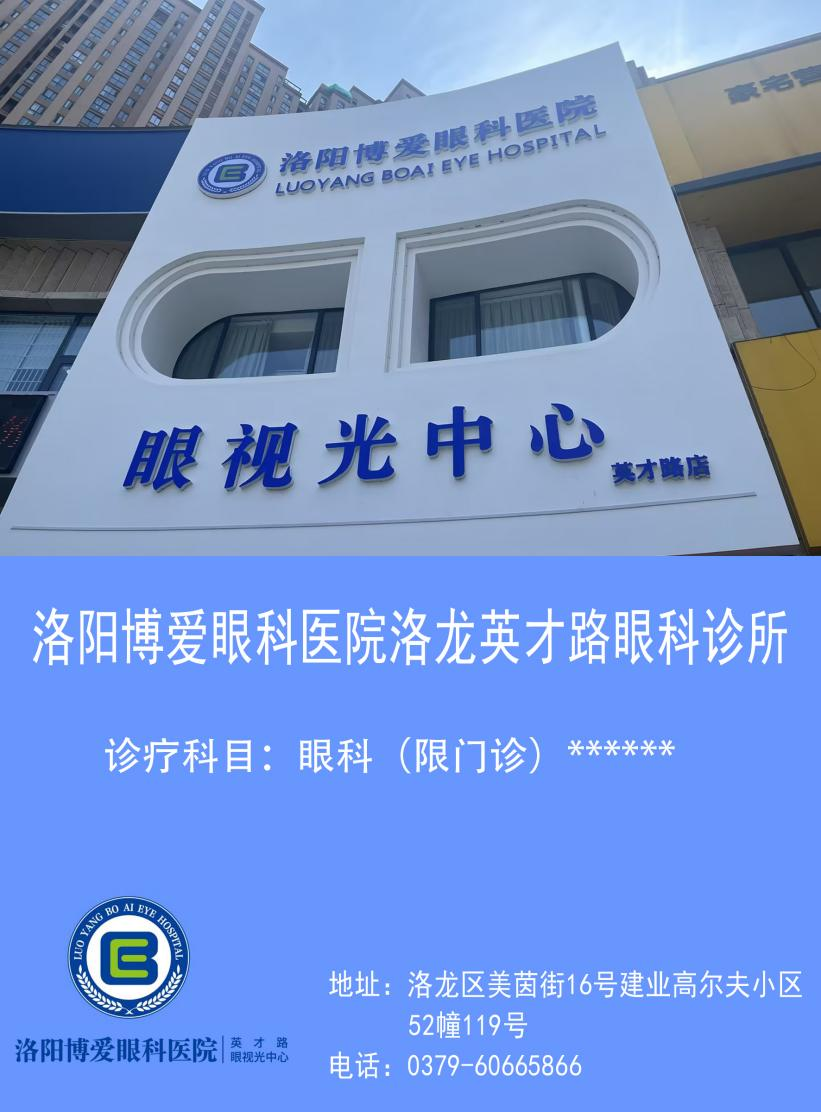 豪宅营
洛阳博爱眼科医院
LUOYANG BOAI EYE HOSPITAL
眼视光中心
英才路店
洛阳博爱眼科医院洛龙英才路眼科诊所
诊疗科目：眼科（限门诊）******
LUO YANG BO AI EYE HOSPITAL
洛阳博爱眼科医院
英才路
眼视光中心
地址：洛龙区美茵街16号建业高尔夫小区
52幢119号
电话：0379-60665866